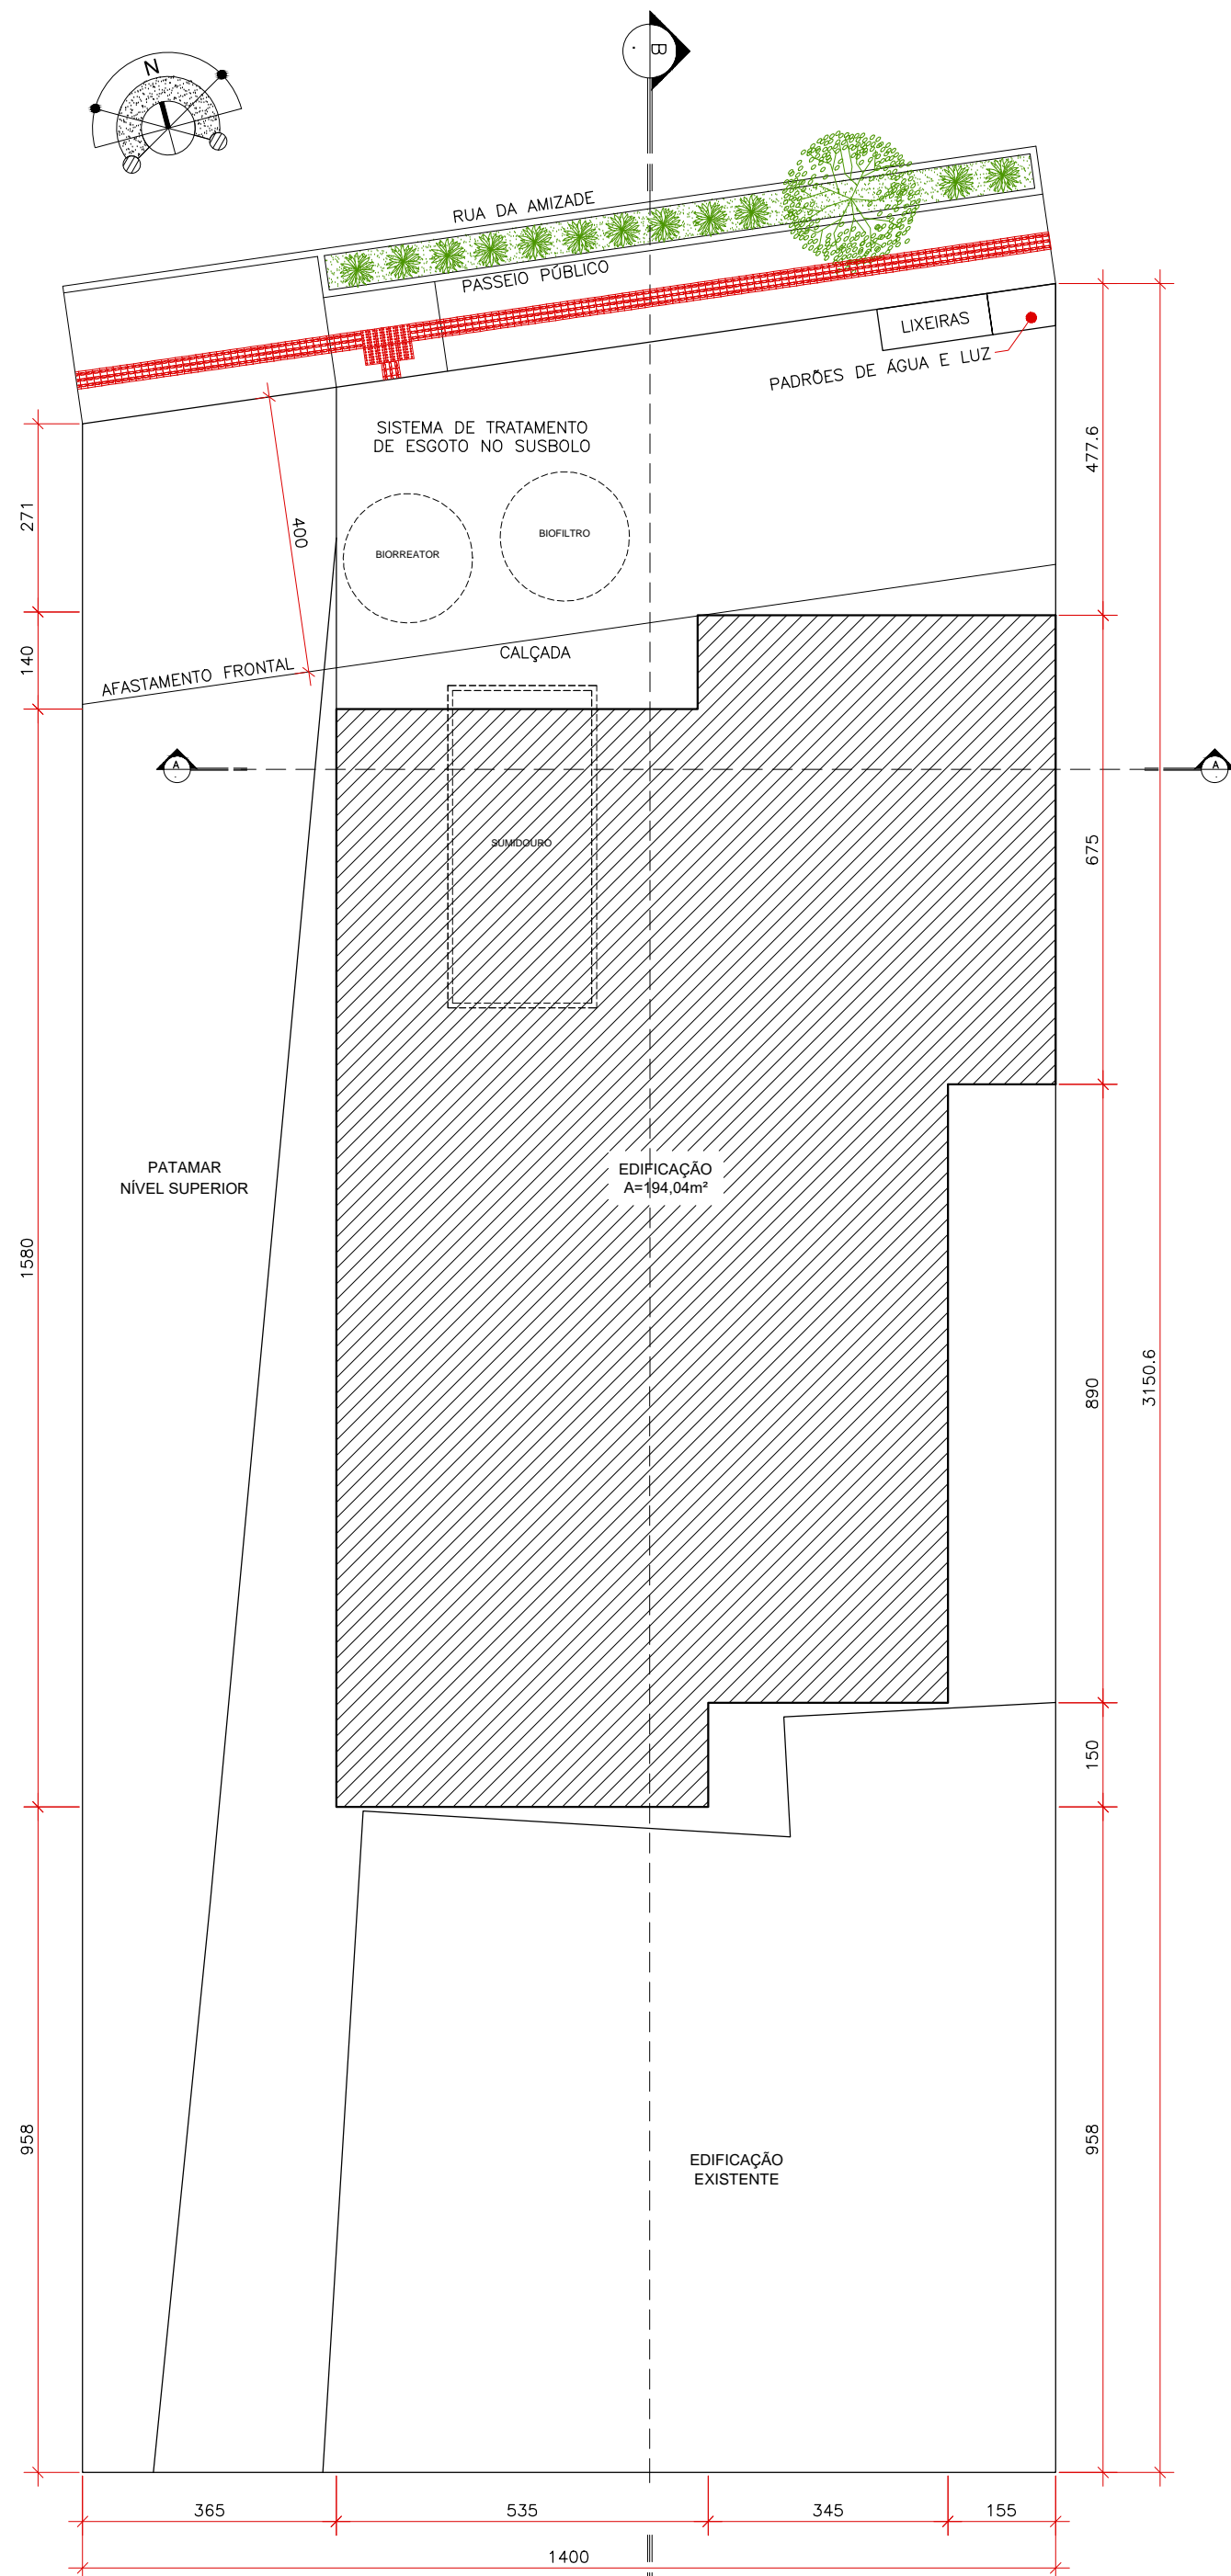 N
B
RUA DA AMIZADE
PASSEIO PÚBLICO
LIXEIRAS
PADRÕES DE ÁGUA E LUZ
SISTEMA DE TRATAMENTO
DE ESGOTO NO SUSBOLO
477.6
271
400
BIORREATOR
BIOFILTRO
140
CALÇADA
AFASTAMENTO FRONTAL
A
A
SUMIDOURO
675
PATAMAR
NÍVEL SUPERIOR
EDIFICAÇÃO
A=194,04m²
1580
890
3150.6
150
958
958
EDIFICAÇÃO
EXISTENTE
365
535
345
155
1400